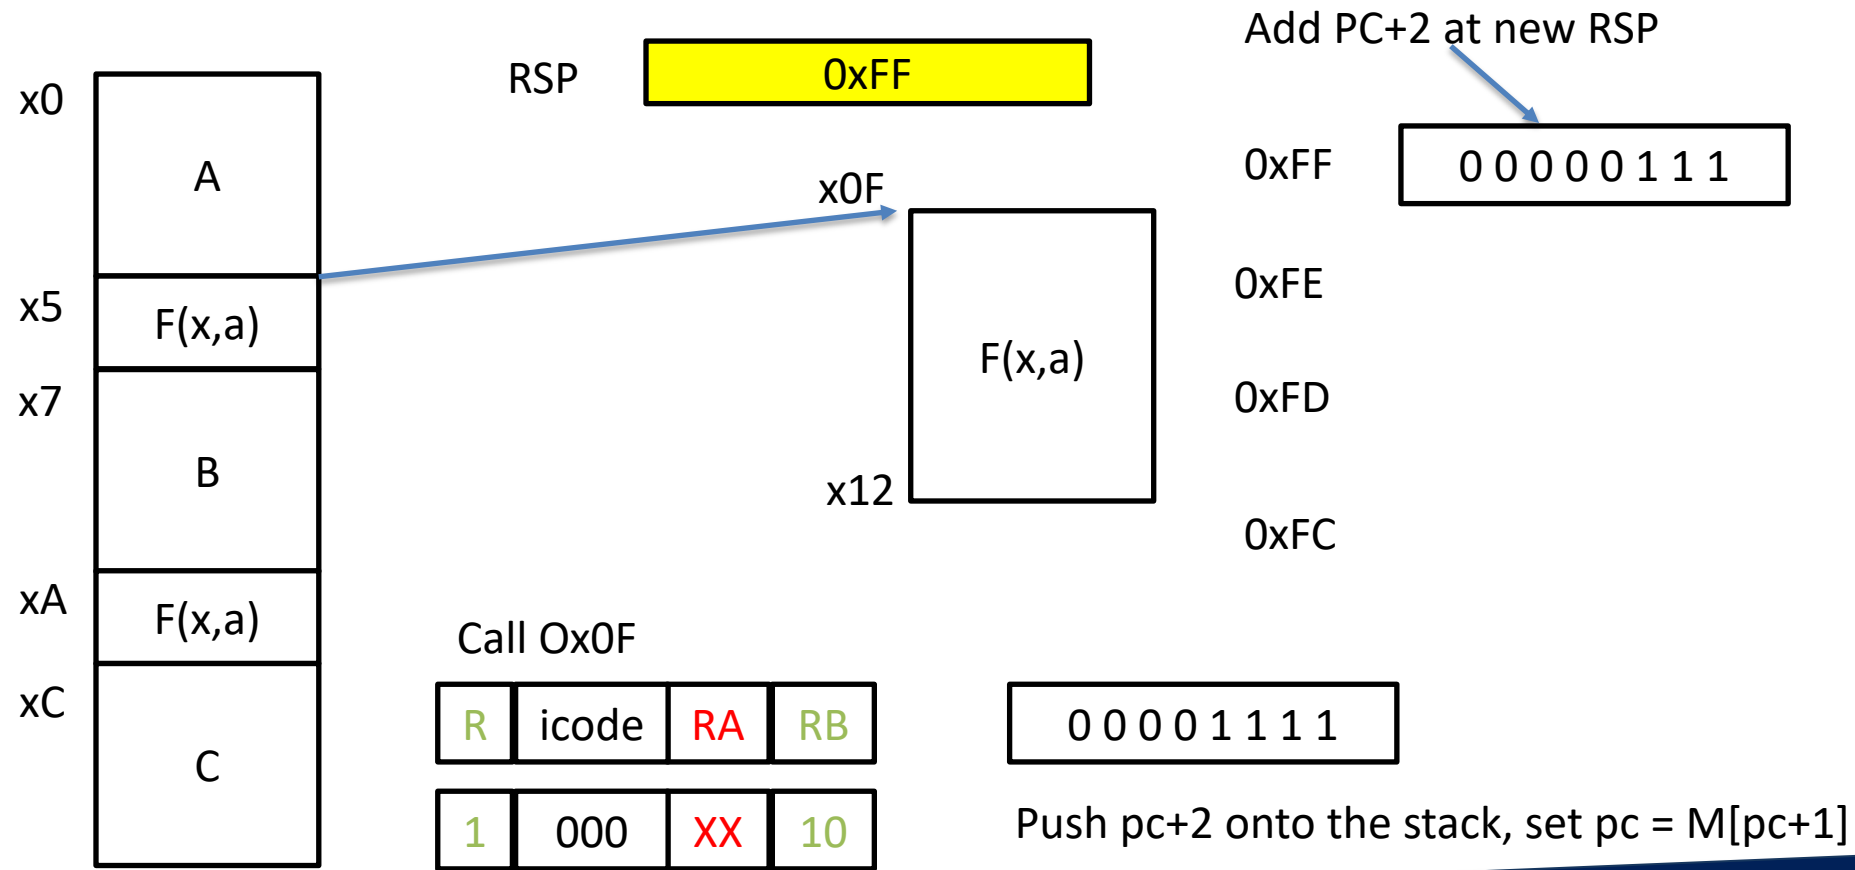 Add PC+2 at new RSP
RSP
0xFF
x0
A
0xFF
0 0 0 0 0 1 1 1
x0F
0xFE
x5
F(x,a)
F(x,a)
x7
0xFD
B
x12
0xFC
xA
F(x,a)
Call Ox0F
xC
R icode RA RB
0 0 0 0 1 1 1 1
C
1 000 XX 10
Push pc+2 onto the stack, set pc = M[pc+1]